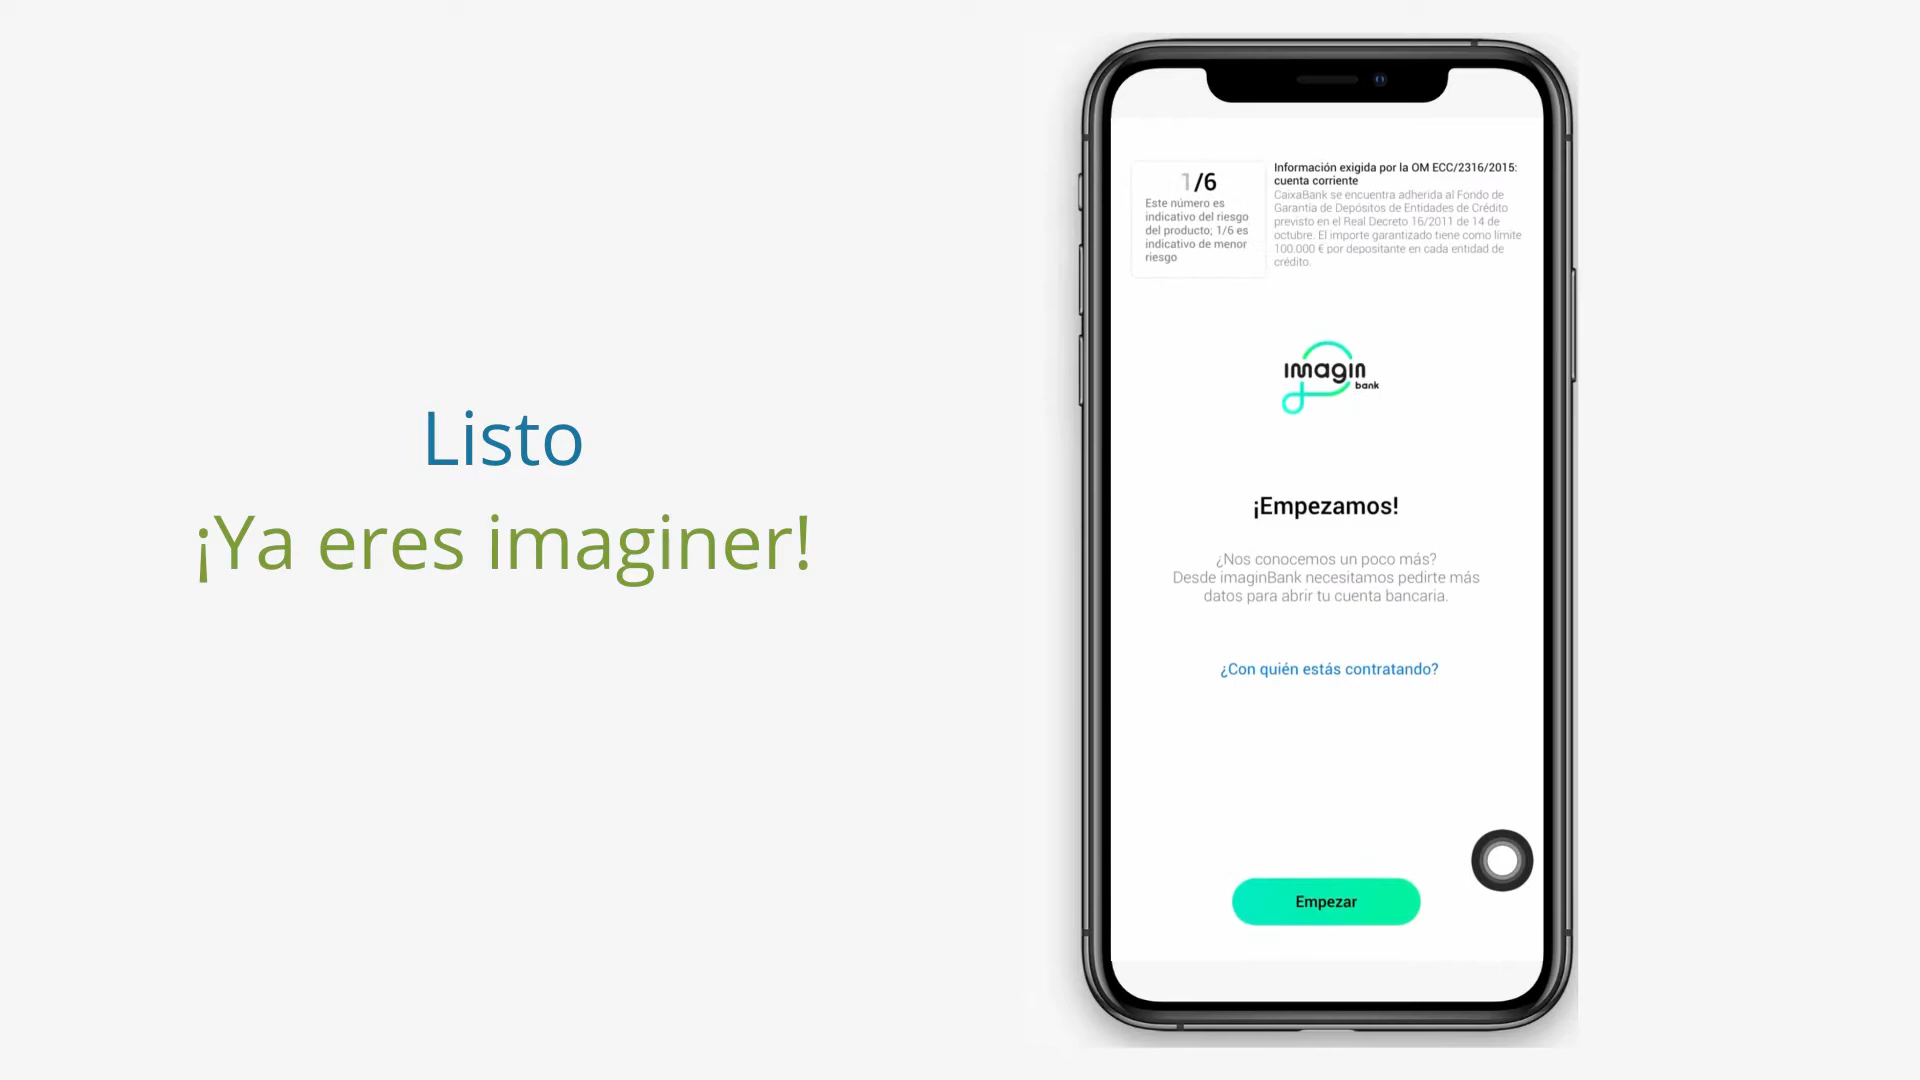 Listo
¡Ya eres imaginer!
1/6
Este número es
indicativo del riesgo
del producto; 1/6 es
indicativo de menor
riesgo
Información exigida por la OM ECC/2316/2015:
cuenta corriente
CaixaBank se encuentra adherida al Fondo de
Garantía de Depósitos de Entidades de Crédito
previsto en el Real Decreto 16/2011 de 14 de
octubre. El importe garantizado tiene como límite
100.000 € por depositante en cada entidad de
crédito.
imagin
bank
¡Empezamos!
¿Nos conocemos un poco más?
Desde imaginBank necesitamos pedirte más
datos para abrir tu cuenta bancaria.
¿Con quién estás contratando?
Empezar